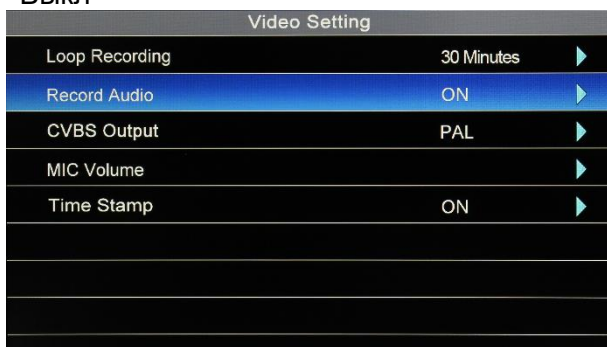 Video Setting
Loop Recording 30 Minutes
Record Audio ON
CVBS Output PAL
MIC Volume
Time Stamp ON